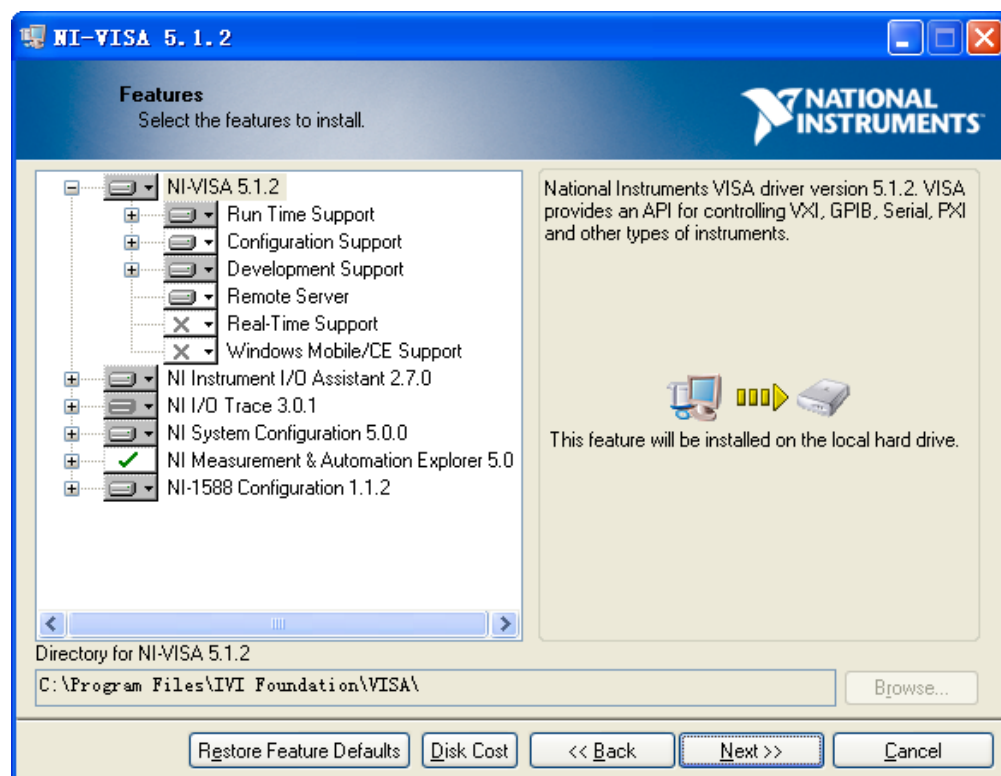 NI-VISA 5.1.2
Features
Select the features to install.
NATIONAL
INSTRUMENTS
NI-VISA 5.1.2
Run Time Support
Configuration Support
Development Support
Remote Server
Real-Time Support
Windows Mobile/CE Support
NI Instrument I/O Assistant 2.7.0
NI I/O Trace 3.0.1
NI System Configuration 5.0.0
NI Measurement & Automation Explorer 5.0
NI-1588 Configuration 1.1.2
National Instruments VISA driver version 5.1.2. VISA
provides an API for controlling VXI, GPIB, Serial, PXI
and other types of instruments.
This feature will be installed on the local hard drive.
Directory for NI-VISA 5.1.2
C:\Program Files\IVI Foundation\VISA\
Browse...
Restore Feature Defaults
Disk Cost
<< Back
Next >>
Cancel